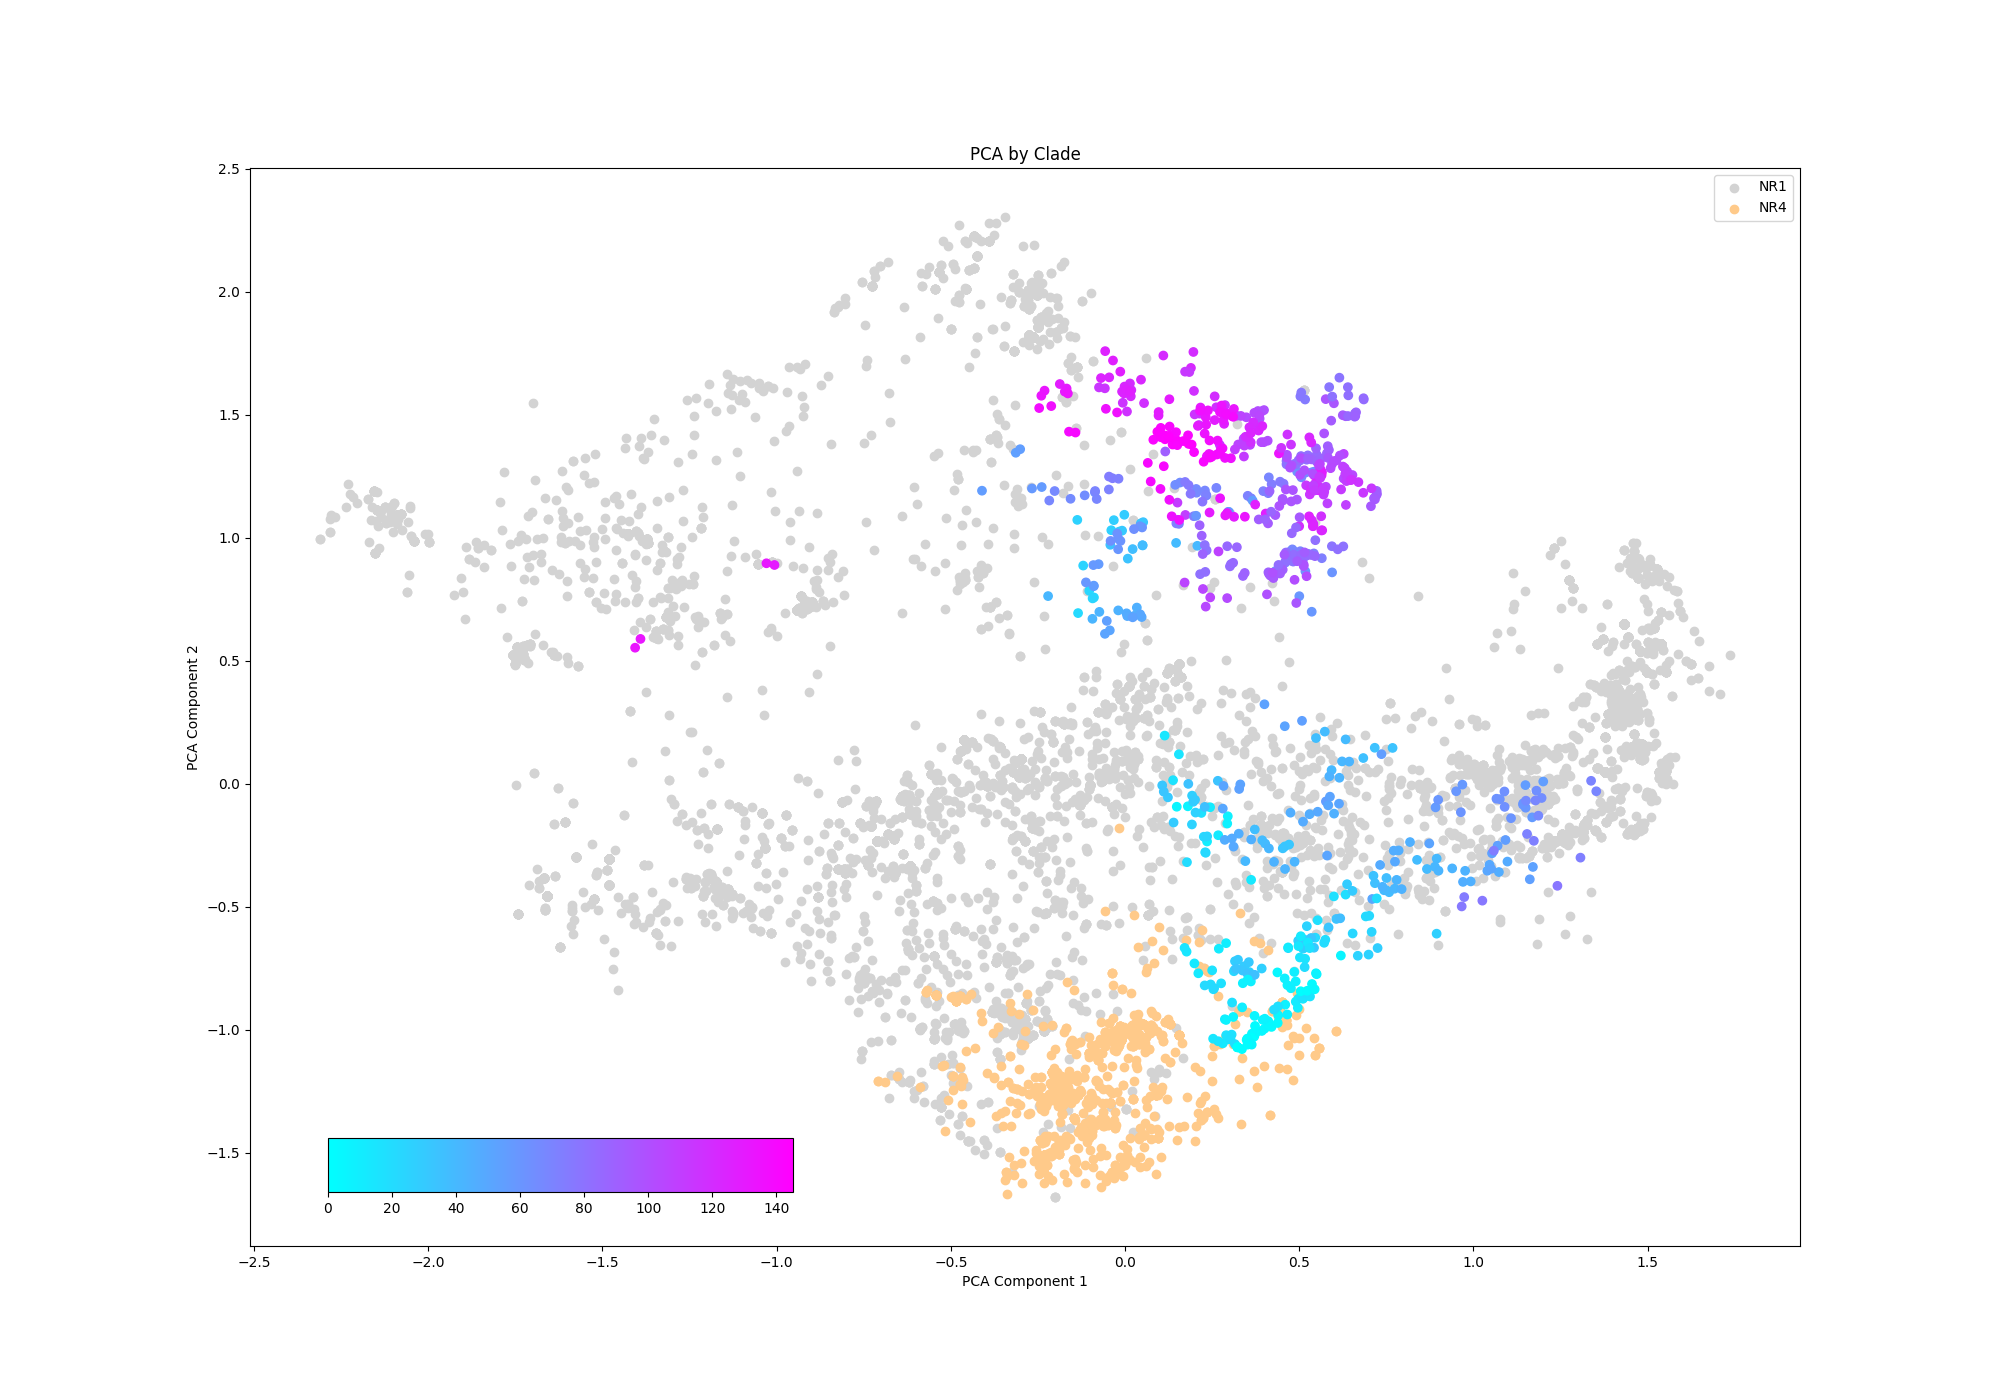 PCA by Clade
NR1
NR4
2.5
2.0
1.5
1.0
0.5
0.0
−0.5
−1.0
−1.5
PCA Component 2
0 20 40 60 80 100 120 140
−2.5 −2.0 −1.5 −1.0 −0.5 0.0 0.5 1.0 1.5
PCA Component 1